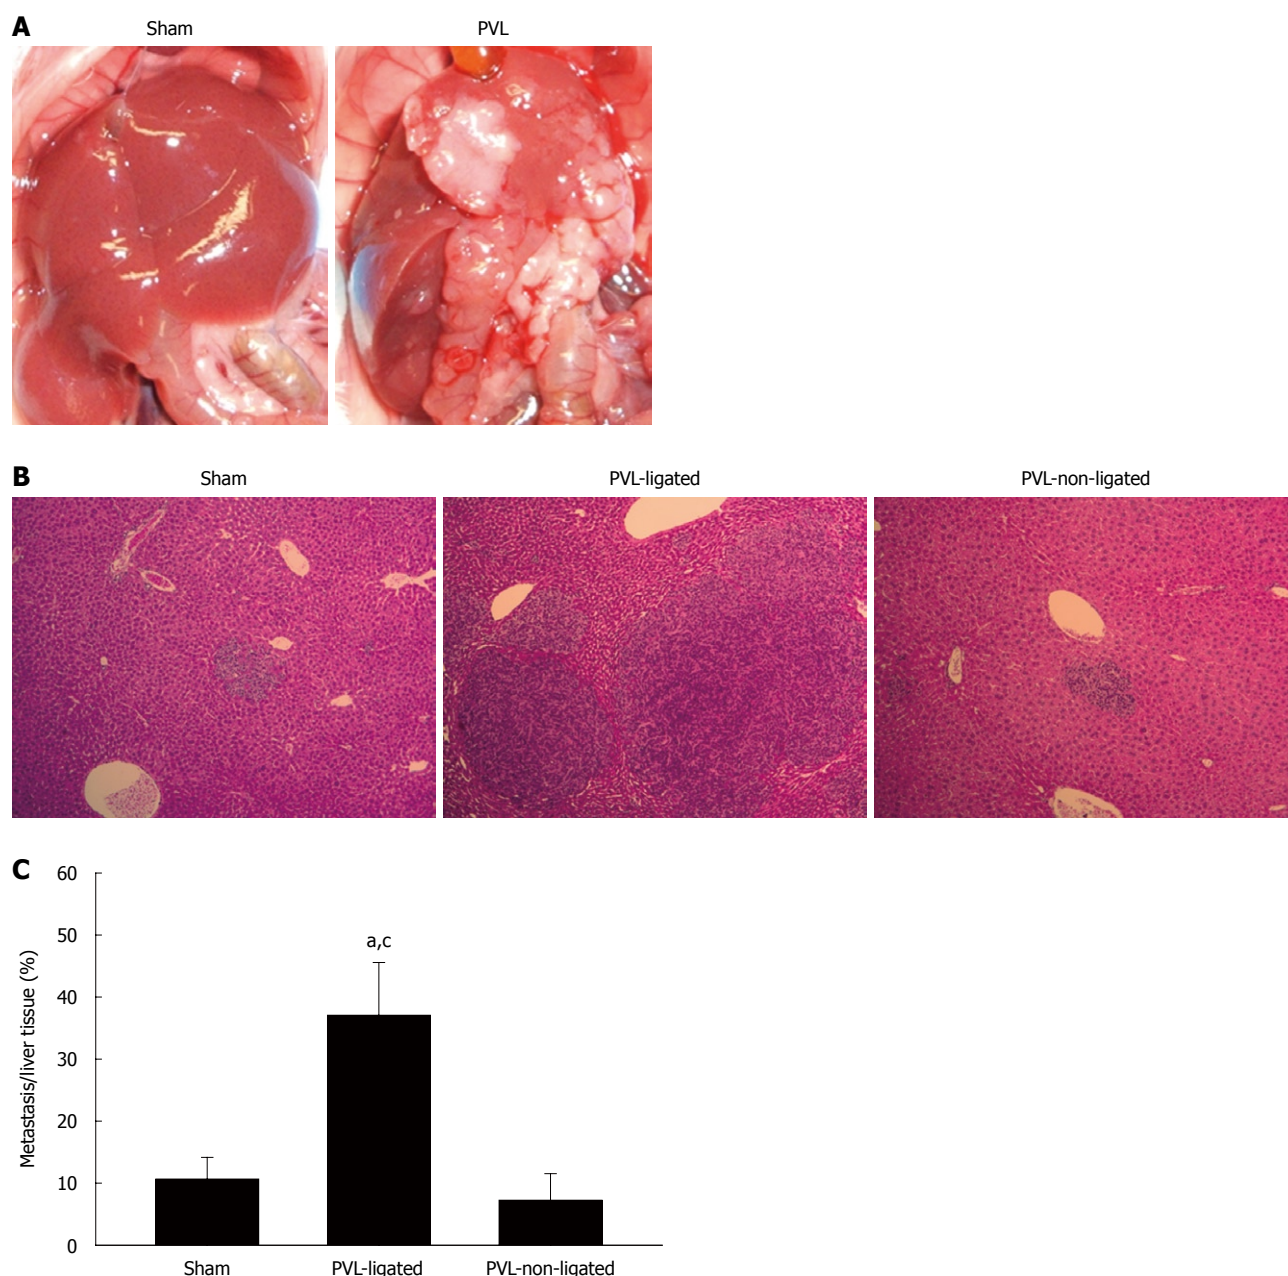 A
Sham PVL
B
Sham PVL-ligated PVL-non-ligated
C
60
50
40
30
20
10
0
Metastasis/liver tissue (%)
a,c
Sham PVL-ligated PVL-non-ligated